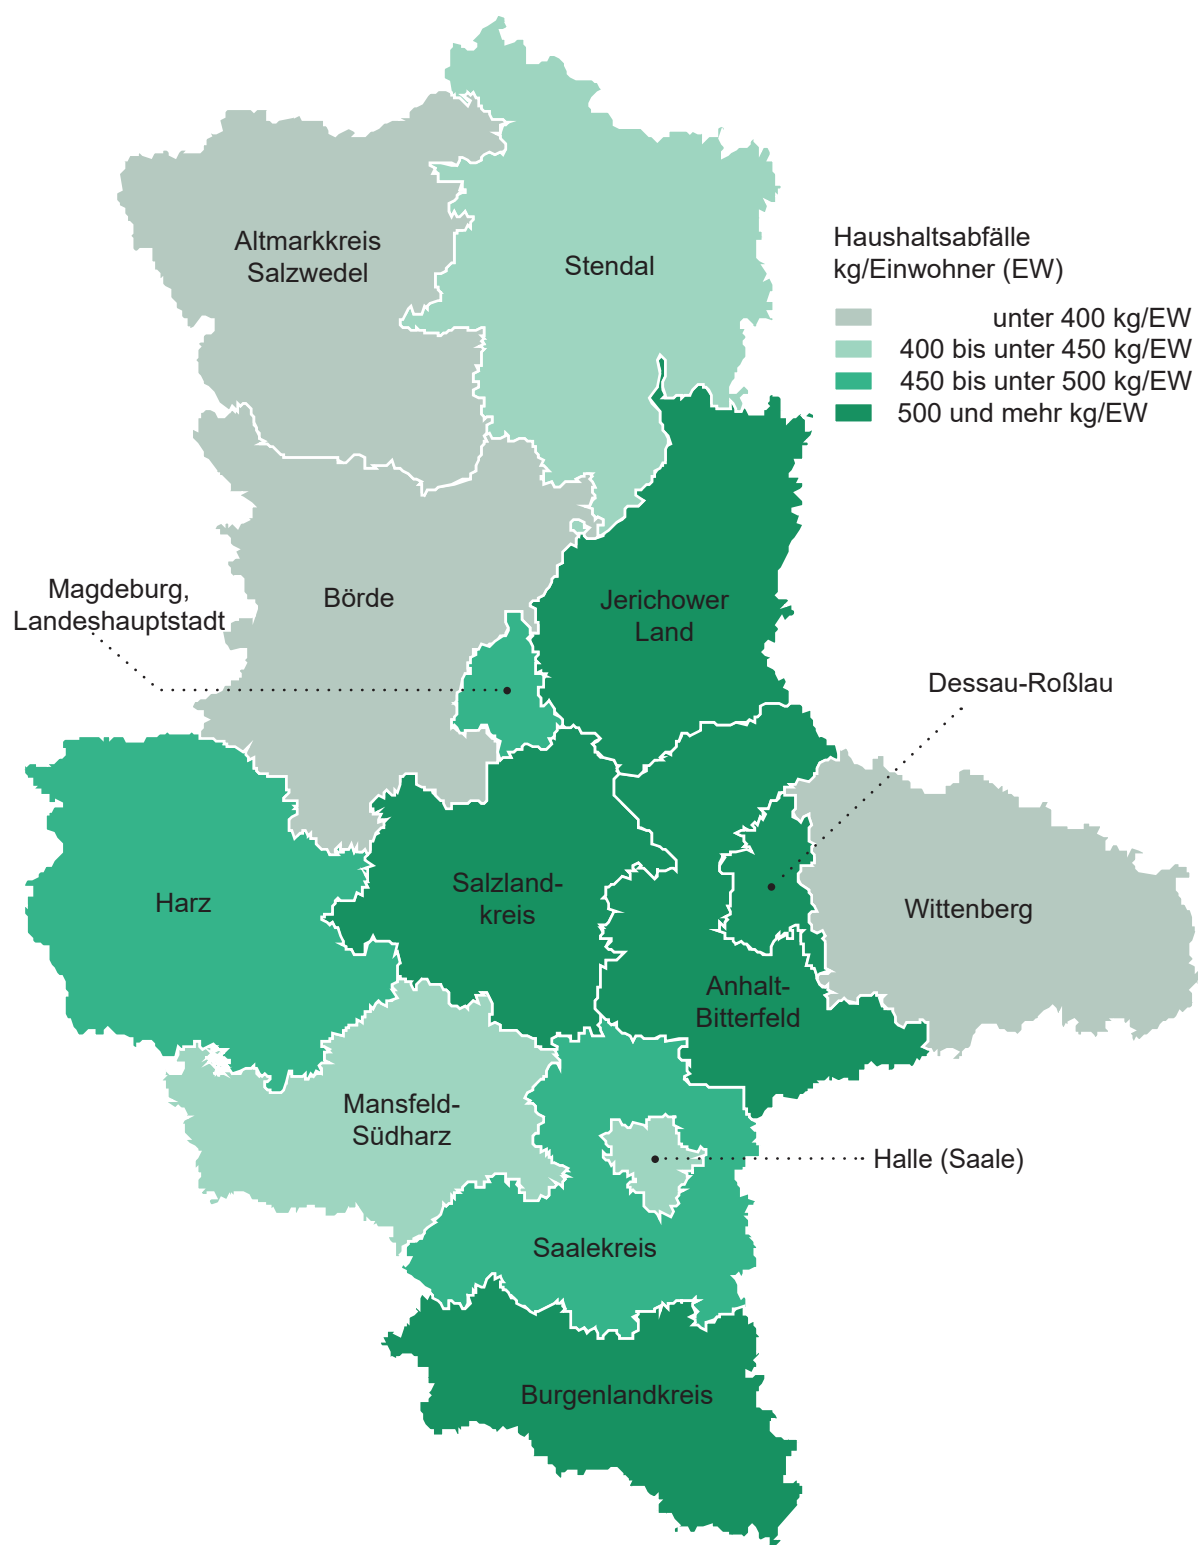 Altmarkkreis
Salzwedel
Stendal
Haushaltsabfälle
kg/Einwohner (EW)
unter 400 kg/EW
400 bis unter 450 kg/EW
450 bis unter 500 kg/EW
500 und mehr kg/EW
Magdeburg,
Landeshauptstadt
Börde
Jerichower
Land
Dessau-Roßlau
Harz
Salzland-
kreis
Wittenberg
Anhalt-
Bitterfeld
Mansfeld-
Südharz
Halle (Saale)
Saalekreis
Burgenlandkreis